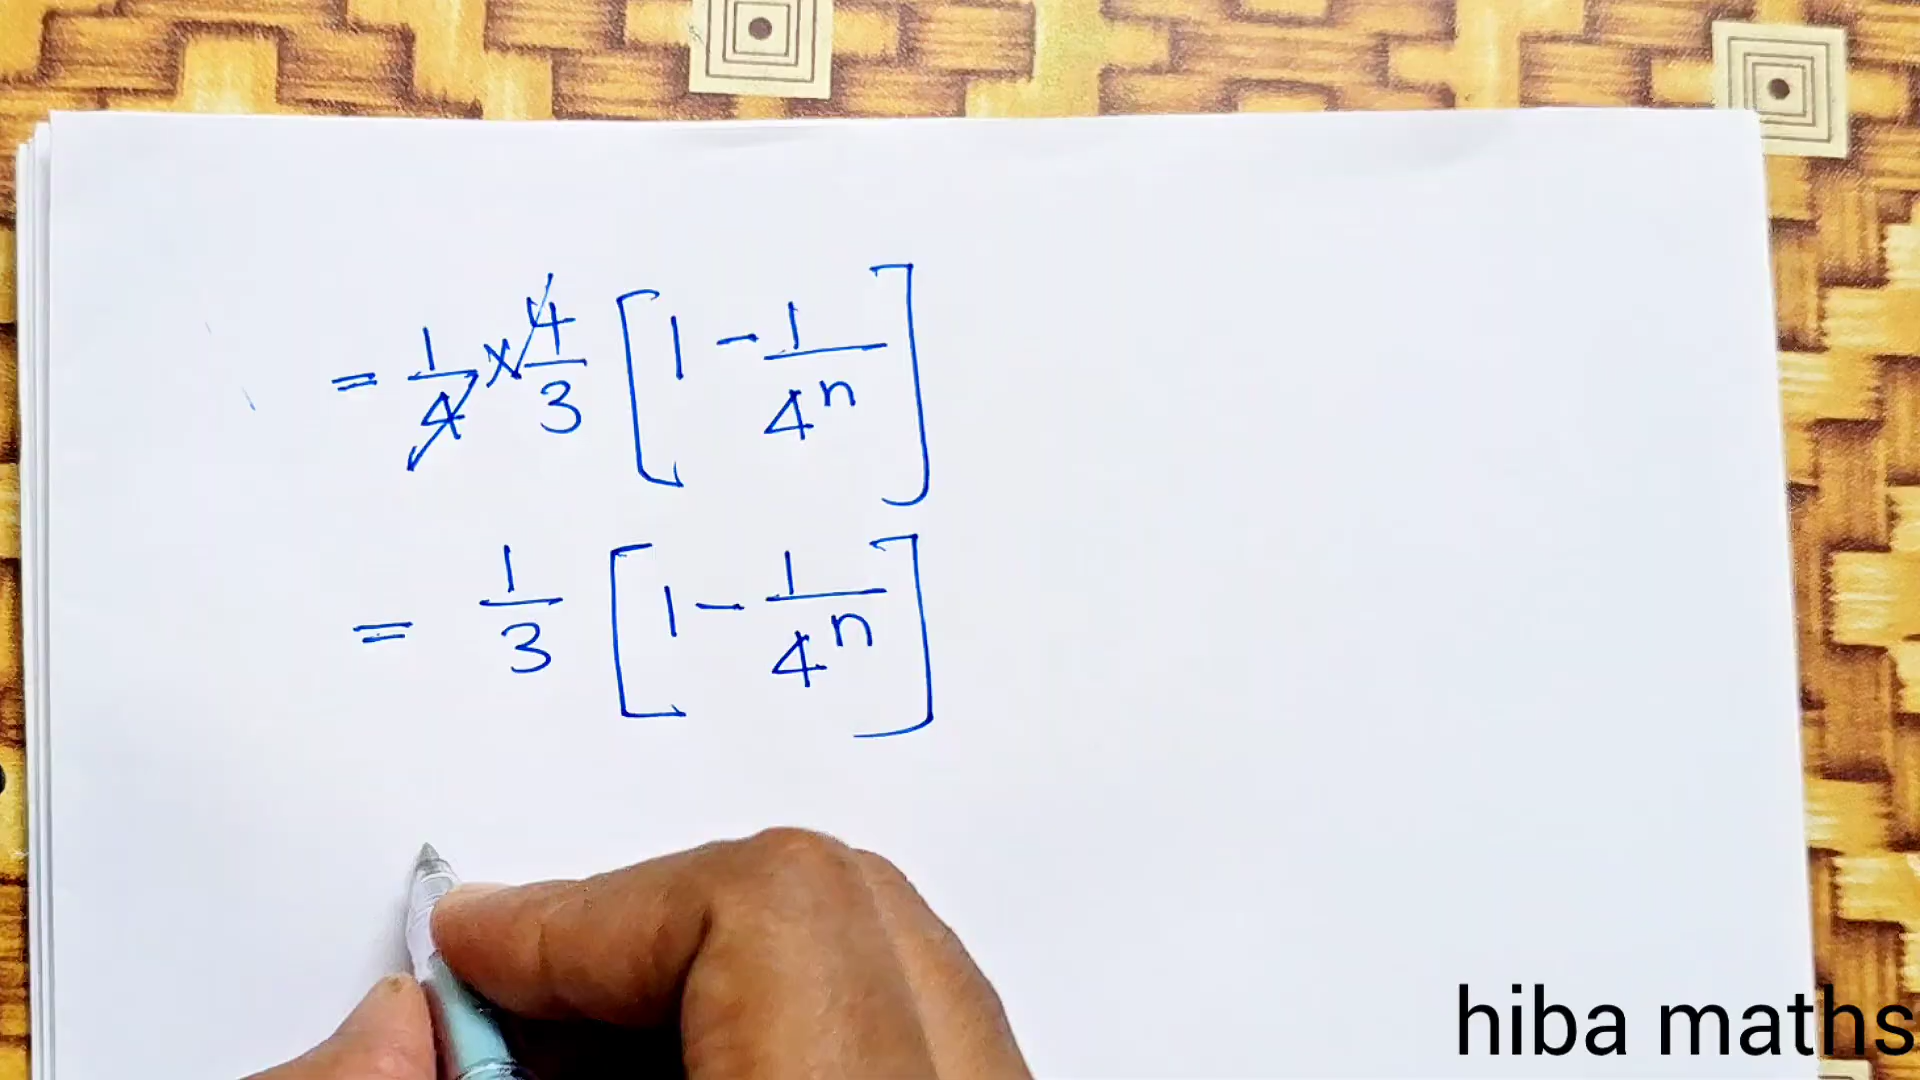 = 1/4 × 4/3 [1 - 1/4ⁿ]
= 1/3 [1 - 1/4ⁿ]
hiba maths